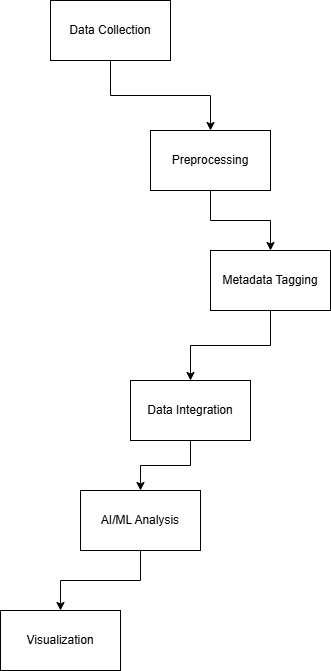 Data Collection
Preprocessing
Metadata Tagging
Data Integration
AI/ML Analysis
Visualization